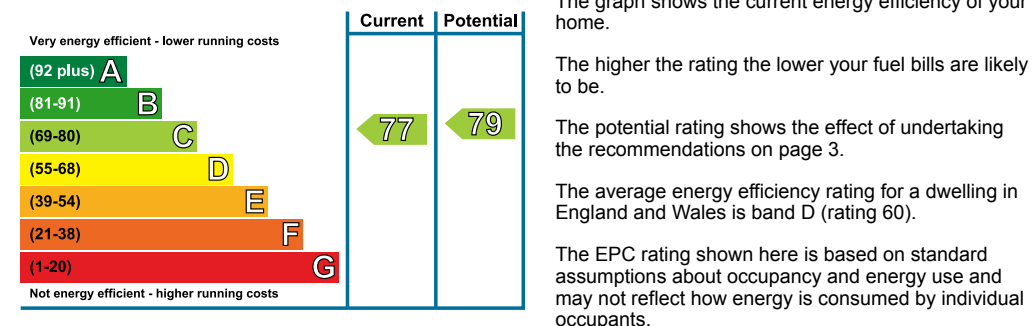 Current Potential
Very energy efficient - lower running costs
(92 plus) A
(81-91) B
(69-80) C
77 79
(55-68) D
(39-54) E
(21-38) F
(1-20) G
Not energy efficient - higher running costs
The graph shows the current energy efficiency of your
home.
The higher the rating the lower your fuel bills are likely
to be.
The potential rating shows the effect of undertaking
the recommendations on page 3.
The average energy efficiency rating for a dwelling in
England and Wales is band D (rating 60).
The EPC rating shown here is based on standard
assumptions about occupancy and energy use and
may not reflect how energy is consumed by individual
occupants.